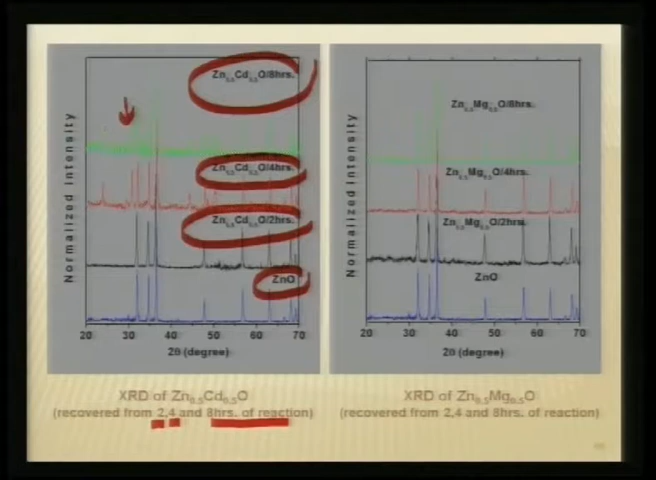 Zn0.5Cd0.5O/8hrs.
Zn0.5Cd0.5O/4hrs.
Zn0.5Cd0.5O/2hrs.
ZnO
Normalized Intensity
20 30 40 50 60 70
2θ (degree)
XRD of Zn0.5Cd0.5O
(recovered from 2,4 and 8hrs. of reaction)
Zn0.5Mg0.5O/8hrs.
Zn0.5Mg0.5O/4hrs.
Zn0.5Mg0.5O/2hrs.
ZnO
Normalized Intensity
20 30 40 50 60 70
2θ (degree)
XRD of Zn0.5Mg0.5O
(recovered from 2,4 and 8hrs. of reaction)